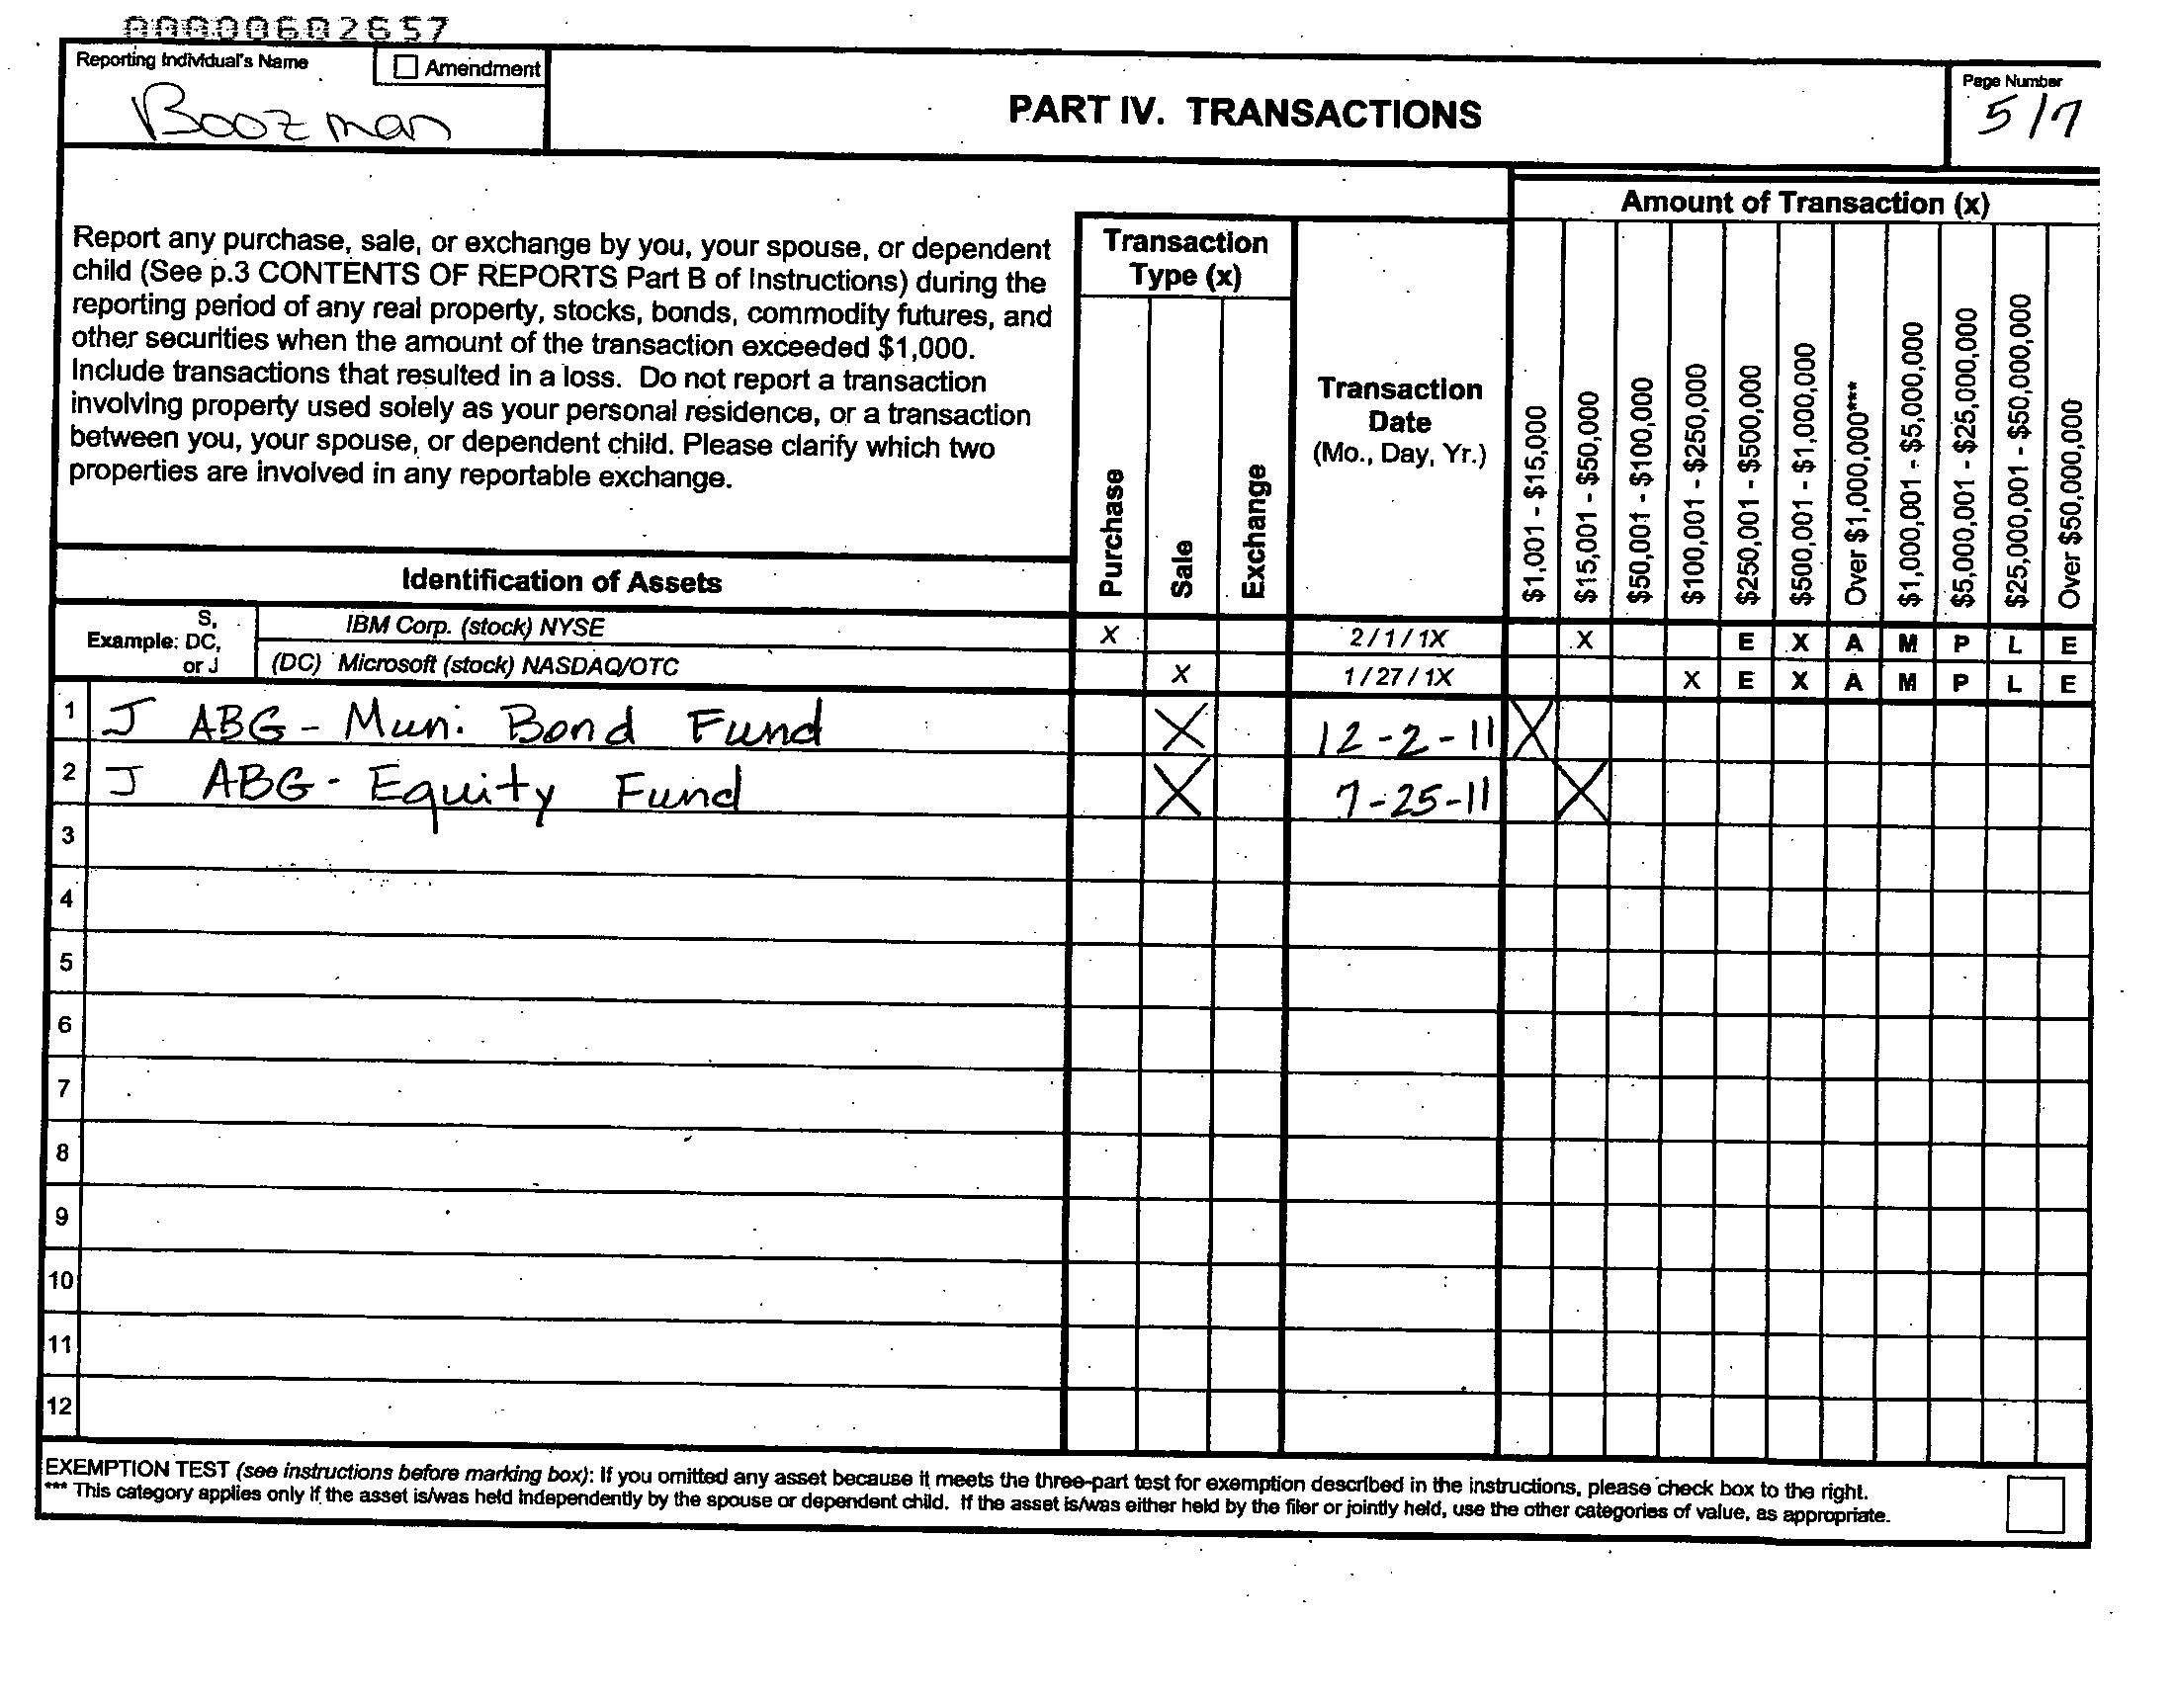 00000602657
Reporting Individual's Name
Amendment
Boozman
PART IV. TRANSACTIONS
Page Number
5/7
Report any purchase, sale, or exchange by you, your spouse, or dependent
child (See p.3 CONTENTS OF REPORTS Part B of Instructions) during the
reporting period of any real property, stocks, bonds, commodity futures, and
other securities when the amount of the transaction exceeded $1,000.
Include transactions that resulted in a loss. Do not report a transaction
involving property used solely as your personal residence, or a transaction
between you, your spouse, or dependent child. Please clarify which two
properties are involved in any reportable exchange.
Identification of Assets
Transaction
Type (x)
Purchase
Sale
Exchange
Transaction
Date
(Mo., Day, Yr.)
Amount of Transaction (x)
$1,001 - $15,000
$15,001 - $50,000
$50,001 - $100,000
$100,001 - $250,000
$250,001 - $500,000
$500,001 - $1,000,000
Over $1,000,000***
$1,000,001 - $5,000,000
$5,000,001 - $25,000,000
$25,000,001 - $50,000,000
Over $50,000,000
Example: S, DC, or J
IBM Corp. (stock) NYSE X 2/1/1X X E X A M P L E
(DC) Microsoft (stock) NASDAQ/OTC X 1/27/1X X E X A M P L E
1 J ABG - Muni Bond Fund X 12-2-11 X
2 J ABG - Equity Fund X 7-25-11 X
3
4
5
6
7
8
9
10
11
12
EXEMPTION TEST (see instructions before marking box): If you omitted any asset because it meets the three-part test for exemption described in the instructions, please check box to the right.
*** This category applies only if the asset is/was held independently by the spouse or dependent child. If the asset is/was either held by the filer or jointly held, use the other categories of value, as appropriate.